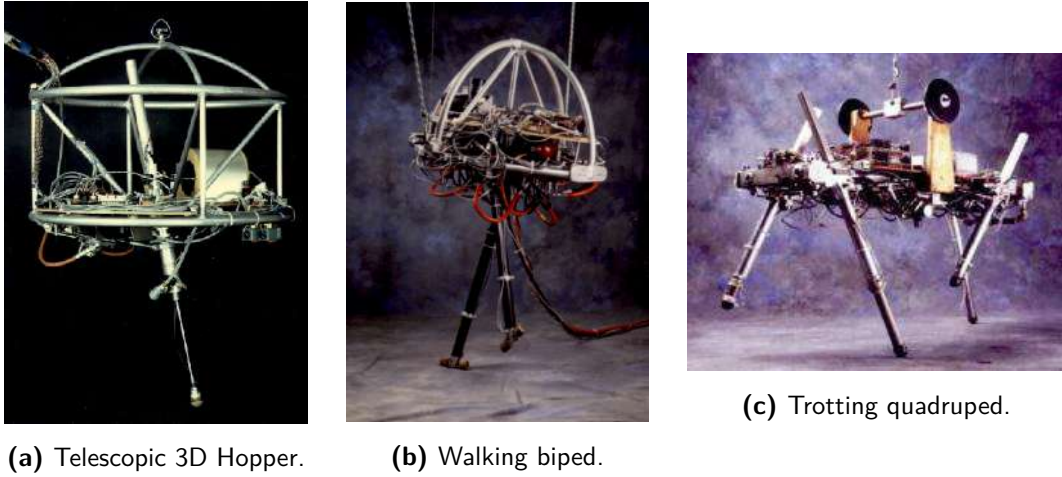 (c) Trotting quadruped.
(a) Telescopic 3D Hopper.
(b) Walking biped.